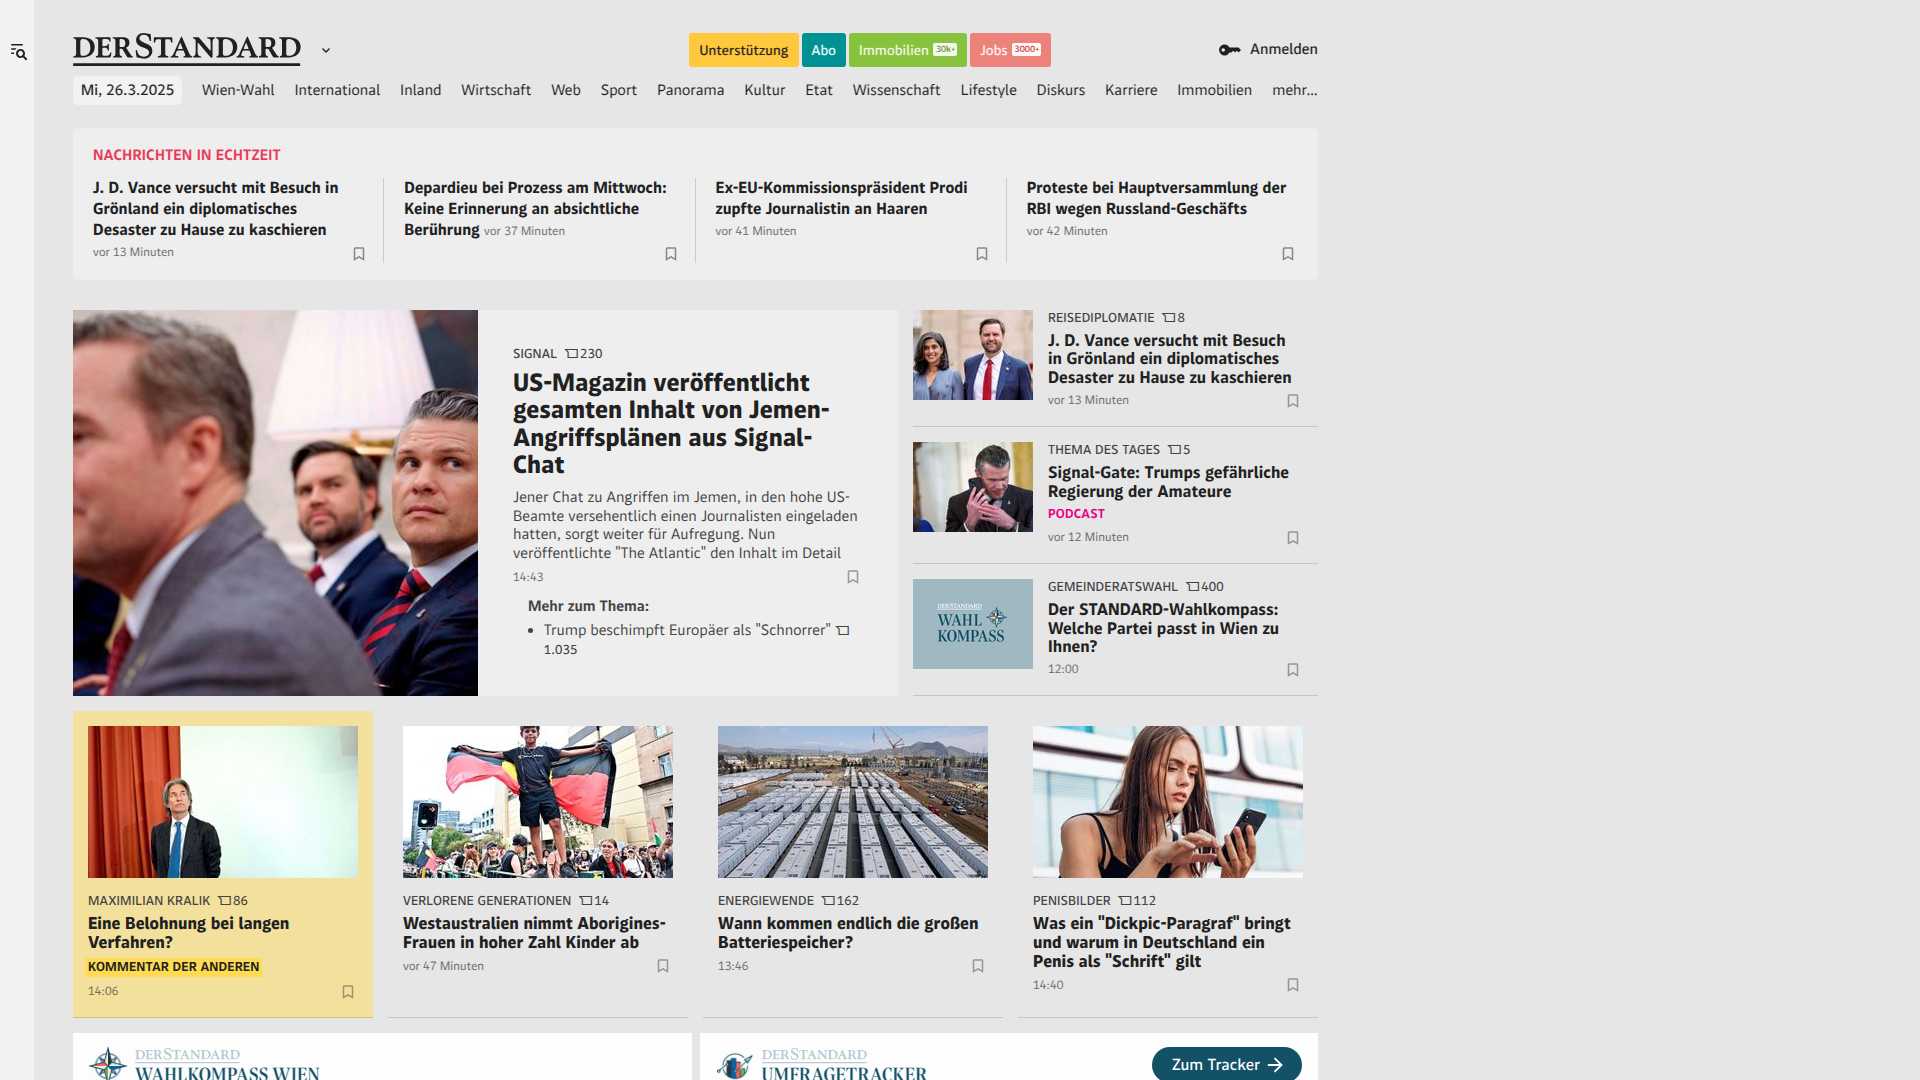 DERSTANDARD
Unterstützung
Abo
Immobilien 30k+
Jobs 3000+
Anmelden
Mi, 26.3.2025
Wien-Wahl
International
Inland
Wirtschaft
Web
Sport
Panorama
Kultur
Etat
Wissenschaft
Lifestyle
Diskurs
Karriere
Immobilien
mehr...
NACHRICHTEN IN ECHTZEIT
J. D. Vance versucht mit Besuch in
Grönland ein diplomatisches
Desaster zu Hause zu kaschieren
vor 13 Minuten
Depardieu bei Prozess am Mittwoch:
Keine Erinnerung an absichtliche
Berührung vor 37 Minuten
Ex-EU-Kommissionspräsident Prodi
zupfte Journalistin an Haaren
vor 41 Minuten
Proteste bei Hauptversammlung der
RBI wegen Russland-Geschäfts
vor 42 Minuten
SIGNAL 230
US-Magazin veröffentlicht
gesamten Inhalt von Jemen-
Angriffsplänen aus Signal-
Chat
Jener Chat zu Angriffen im Jemen, in den hohe US-
Beamte versehentlich einen Journalisten eingeladen
hatten, sorgt weiter für Aufregung. Nun
veröffentlichte "The Atlantic" den Inhalt im Detail
14:43
Mehr zum Thema:
• Trump beschimpft Europäer als "Schnorrer"
1.035
REISEDIPLOMATIE 8
J. D. Vance versucht mit Besuch
in Grönland ein diplomatisches
Desaster zu Hause zu kaschieren
vor 13 Minuten
THEMA DES TAGES 5
Signal-Gate: Trumps gefährliche
Regierung der Amateure
PODCAST
vor 12 Minuten
DERSTANDARD
WAHL
KOMPASS
GEMEINDERATSWAHL 400
Der STANDARD-Wahlkompass:
Welche Partei passt in Wien zu
Ihnen?
12:00
MAXIMILIAN KRALIK 86
Eine Belohnung bei langen
Verfahren?
KOMMENTAR DER ANDEREN
14:06
VERLORENE GENERATIONEN 14
Westaustralien nimmt Aborigines-
Frauen in hoher Zahl Kinder ab
vor 47 Minuten
ENERGIEWENDE 162
Wann kommen endlich die großen
Batteriespeicher?
13:46
PENISBILDER 112
Was ein "Dickpic-Paragraf" bringt
und warum in Deutschland ein
Penis als "Schrift" gilt
14:40
DERSTANDARD
WAHLKOMPASS WIEN
DERSTANDARD
UMFRAGETRACKER
Zum Tracker